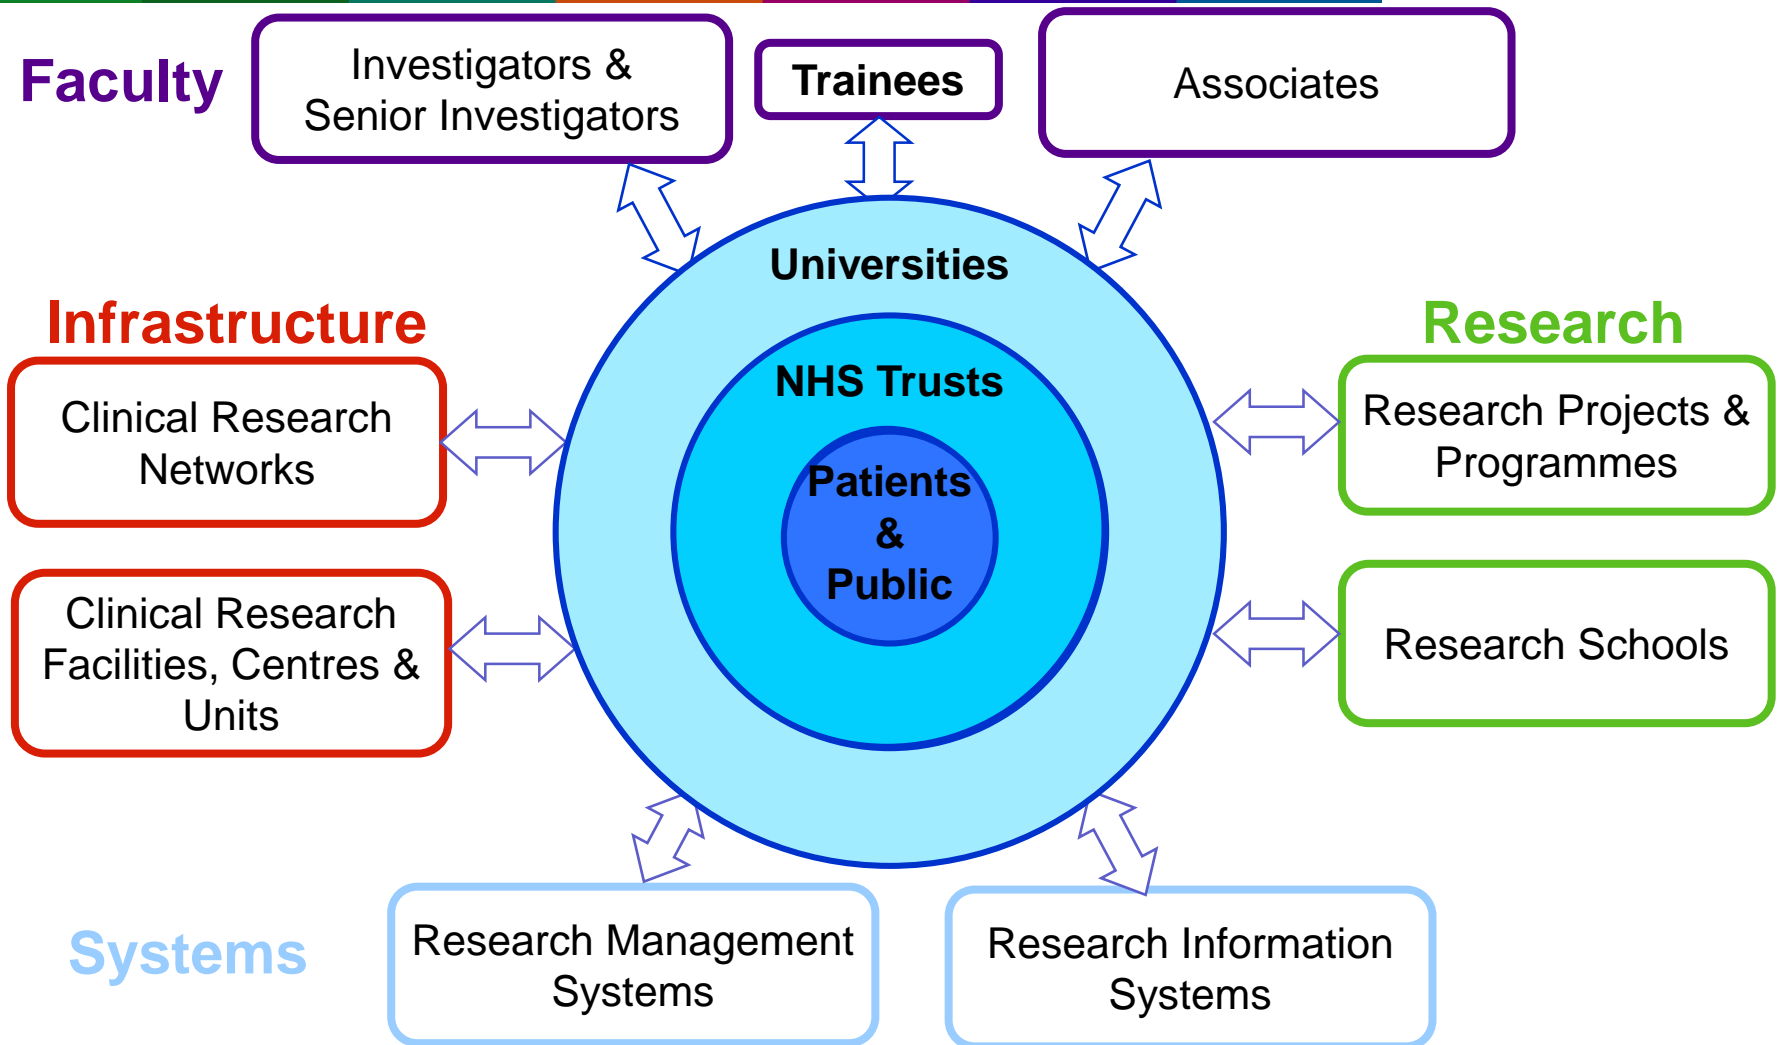 Faculty
Investigators &
Senior Investigators
Trainees
Associates
Universities
Infrastructure
Research
NHS Trusts
Clinical Research
Networks
Research Projects &
Programmes
Patients
&
Public
Clinical Research
Facilities, Centres &
Units
Research Schools
Systems
Research Management
Systems
Research Information
Systems